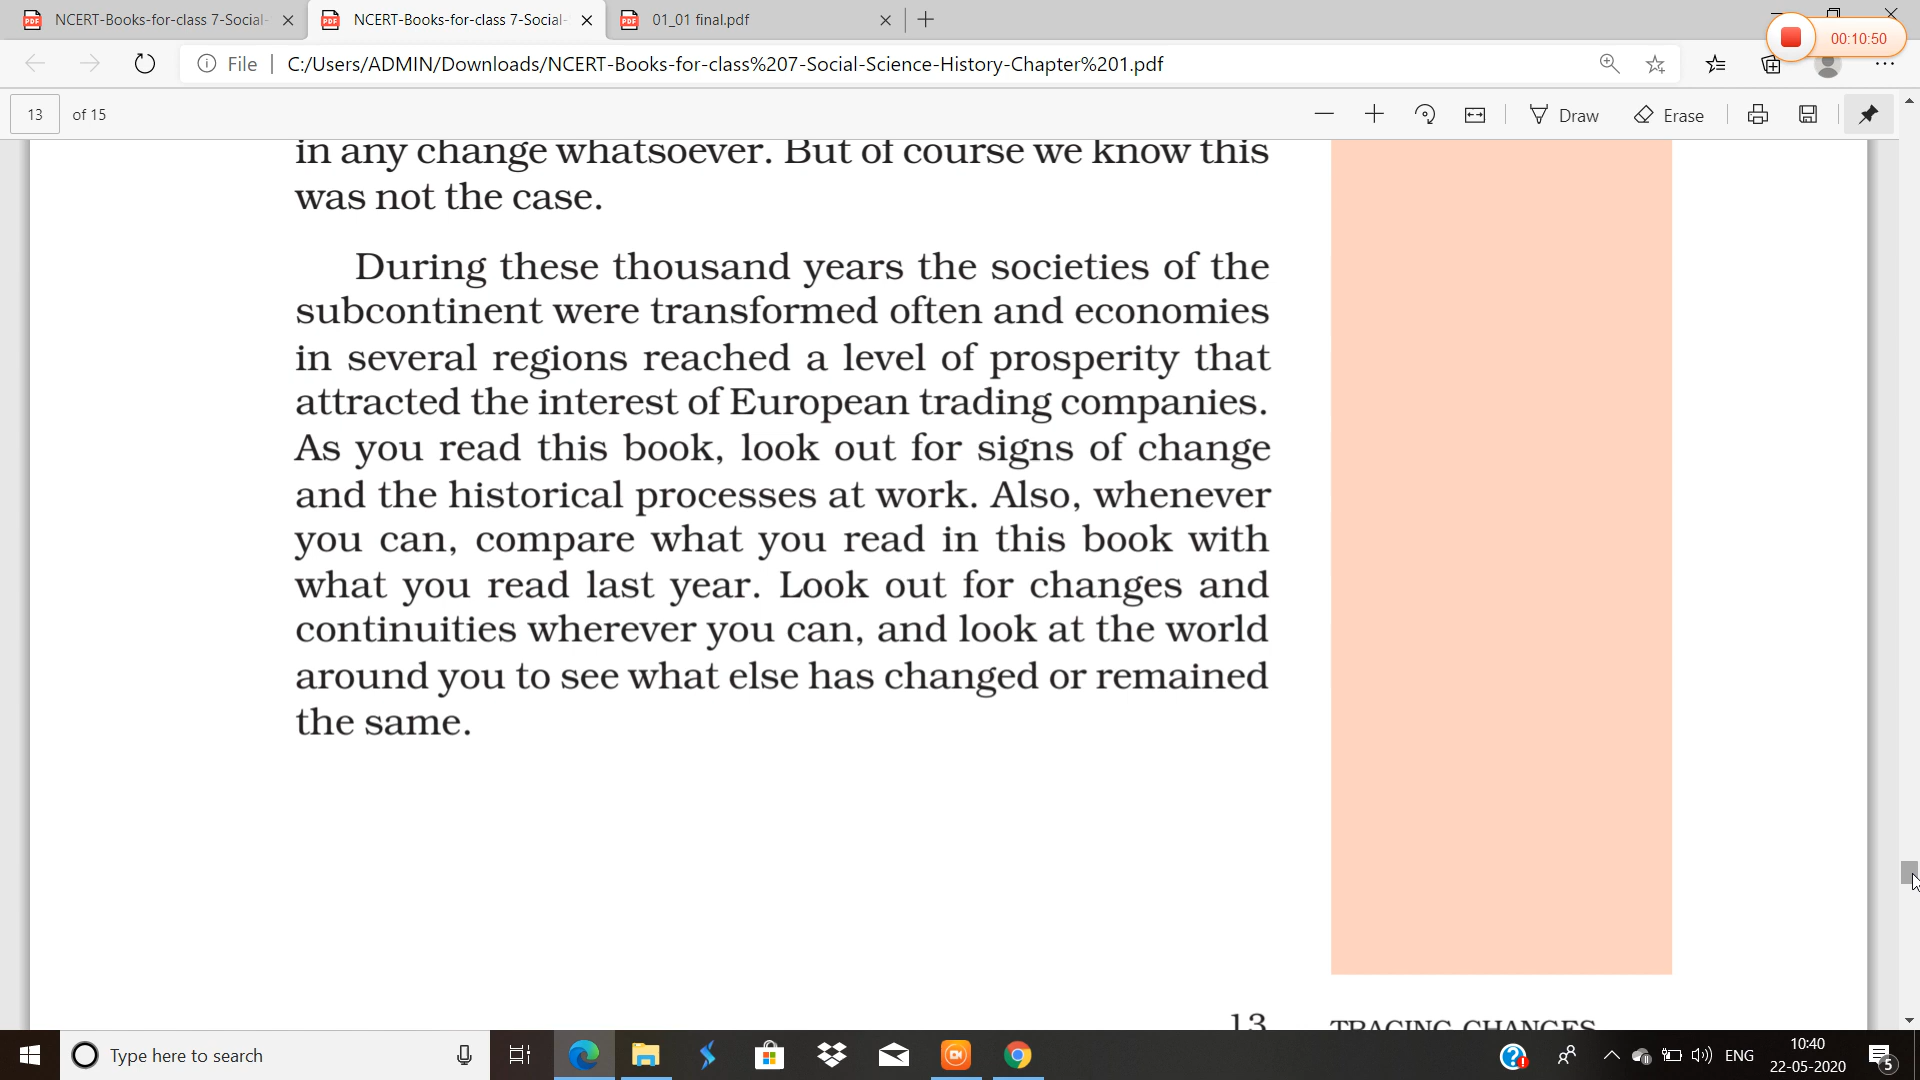 NCERT-Books-for-class 7-Social-
NCERT-Books-for-class 7-Social-
01_01 final.pdf
00:10:50
File
C:/Users/ADMIN/Downloads/NCERT-Books-for-class%207-Social-Science-History-Chapter%201.pdf
13 of 15
Draw
Erase
in any change whatsoever. But of course we know this
was not the case.
During these thousand years the societies of the
subcontinent were transformed often and economies
in several regions reached a level of prosperity that
attracted the interest of European trading companies.
As you read this book, look out for signs of change
and the historical processes at work. Also, whenever
you can, compare what you read in this book with
what you read last year. Look out for changes and
continuities wherever you can, and look at the world
around you to see what else has changed or remained
the same.
13
TRACING CHANGES
Type here to search
ENG
10:40
22-05-2020
5